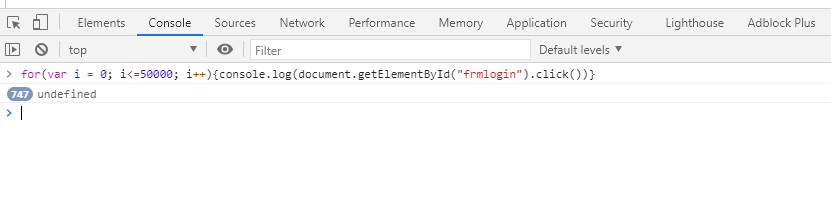 Elements Console Sources Network Performance Memory Application Security Lighthouse Adblock Plus
top Filter Default levels
for(var i = 0; i<=50000; i++){console.log(document.getElementById("frmlogin").click())}
747 undefined